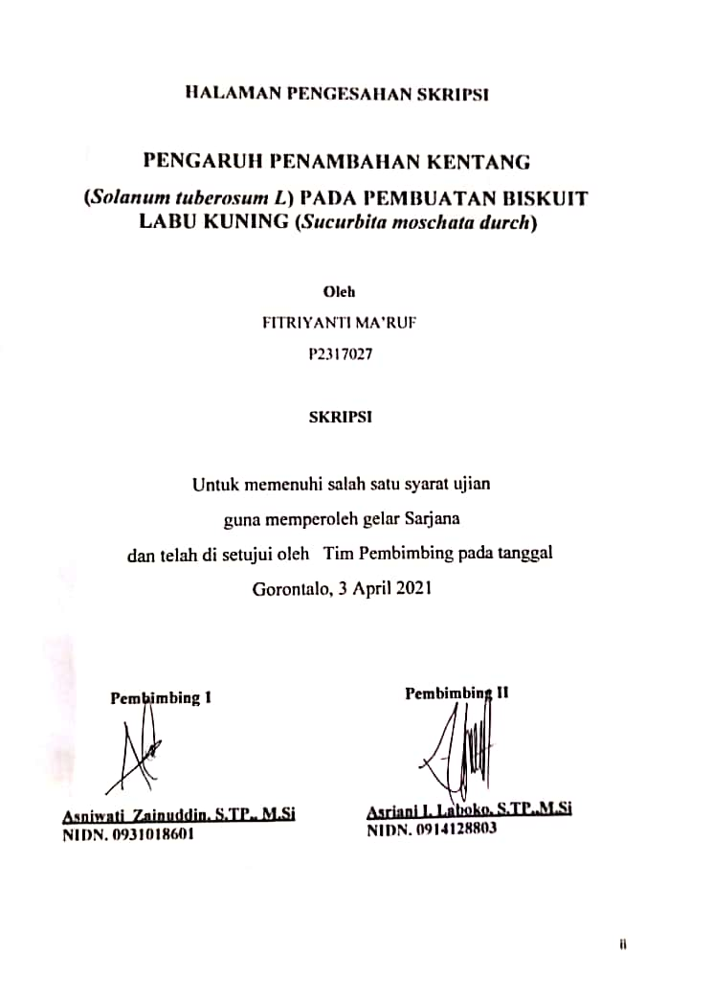 HALAMAN PENGESAHAN SKRIPSI
PENGARUH PENAMBAHAN KENTANG
(Solanum tuberosum L) PADA PEMBUATAN BISKUIT
LABU KUNING (Sucurbita moschata durch)
Oleh
FITRIYANTI MA'RUF
P2317027
SKRIPSI
Untuk memenuhi salah satu syarat ujian
guna memperoleh gelar Sarjana
dan telah di setujui oleh Tim Pembimbing pada tanggal
Gorontalo, 3 April 2021
Pembimbing I
Asniwati Zainuddin, S.TP., M.Si
NIDN. 0931018601
Pembimbing II
Asriani I. Laboko, S.TP.,M.Si
NIDN. 0914128803
ii